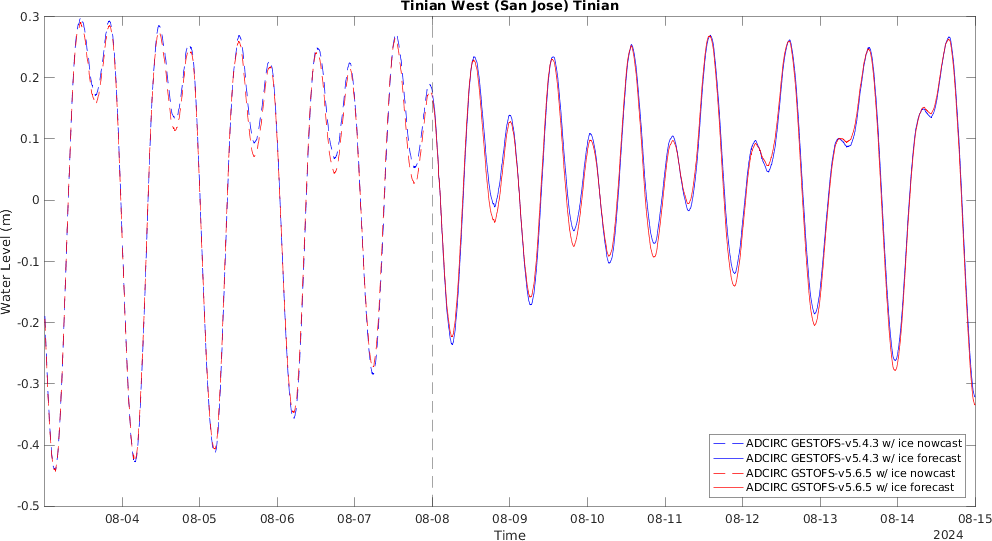 Tinian West (San Jose) Tinian
0.3
0.2
0.1
0
-0.1
-0.2
-0.3
-0.4
-0.5
Water Level (m)
ADCIRC GESTOFS-v5.4.3 w/ ice nowcast
ADCIRC GESTOFS-v5.4.3 w/ ice forecast
ADCIRC GSTOFS-v5.6.5 w/ ice nowcast
ADCIRC GSTOFS-v5.6.5 w/ ice forecast
08-04 08-05 08-06 08-07 08-08 08-09 08-10 08-11 08-12 08-13 08-14 08-15
Time
2024